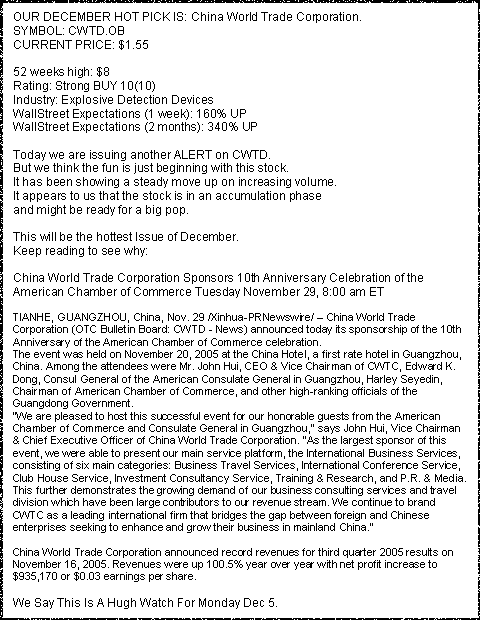 OUR DECEMBER HOT PICK IS: China World Trade Corporation.
SYMBOL: CWTD.OB
CURRENT PRICE: $1.55
52 weeks high: $8
Rating: Strong BUY 10(10)
Industry: Explosive Detection Devices
WallStreet Expectations (1 week): 160% UP
WallStreet Expectations (2 months): 340% UP
Today we are issuing another ALERT on CWTD.
But we think the fun is just beginning with this stock.
It has been showing a steady move up on increasing volume.
It appears to us that the stock is in an accumulation phase
and might be ready for a big pop.
This will be the hottest Issue of December.
Keep reading to see why:
China World Trade Corporation Sponsors 10th Anniversary Celebration of the
American Chamber of Commerce Tuesday November 29, 8:00 am ET
TIANHE, GUANGZHOU, China, Nov. 29 /Xinhua-PRNewswire/ – China World Trade
Corporation (OTC Bulletin Board: CWTD - News) announced today its sponsorship of the 10th
Anniversary of the American Chamber of Commerce celebration.
The event was held on November 20, 2005 at the China Hotel, a first rate hotel in Guangzhou,
China. Among the attendees were Mr. John Hui, CEO & Vice Chairman of CWTC, Edward K.
Dong, Consul General of the American Consulate General in Guangzhou, Harley Seyedin,
Chairman of American Chamber of Commerce, and other high-ranking officials of the
Guangdong Government.
"We are pleased to host this successful event for our honorable guests from the American
Chamber of Commerce and Consulate General in Guangzhou," says John Hui, Vice Chairman
& Chief Executive Officer of China World Trade Corporation. "As the largest sponsor of this
event, we were able to present our main service platform, the International Business Services,
consisting of six main categories: Business Travel Services, International Conference Service,
Club House Service, Investment Consultancy Service, Training & Research, and P.R. & Media.
This further demonstrates the growing demand of our business consulting services and travel
division which have been large contributors to our revenue stream. We continue to brand
CWTC as a leading international firm that bridges the gap between foreign and Chinese
enterprises seeking to enhance and grow their business in mainland China."
China World Trade Corporation announced record revenues for third quarter 2005 results on
November 16, 2005. Revenues were up 100.5% year over year with net profit increase to
$935,170 or $0.03 earnings per share.
We Say This Is A Hugh Watch For Monday Dec 5.